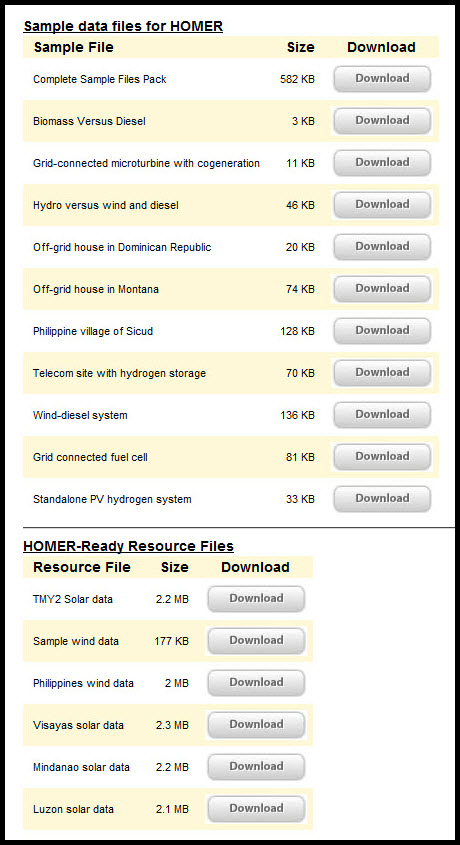 Sample data files for HOMER
Sample File Size Download
Complete Sample Files Pack 582 KB Download
Biomass Versus Diesel 3 KB Download
Grid-connected microturbine with cogeneration 11 KB Download
Hydro versus wind and diesel 46 KB Download
Off-grid house in Dominican Republic 20 KB Download
Off-grid house in Montana 74 KB Download
Philippine village of Sicud 128 KB Download
Telecom site with hydrogen storage 70 KB Download
Wind-diesel system 136 KB Download
Grid connected fuel cell 81 KB Download
Standalone PV hydrogen system 33 KB Download
HOMER-Ready Resource Files
Resource File Size Download
TMY2 Solar data 2.2 MB Download
Sample wind data 177 KB Download
Philippines wind data 2 MB Download
Visayas solar data 2.3 MB Download
Mindanao solar data 2.2 MB Download
Luzon solar data 2.1 MB Download